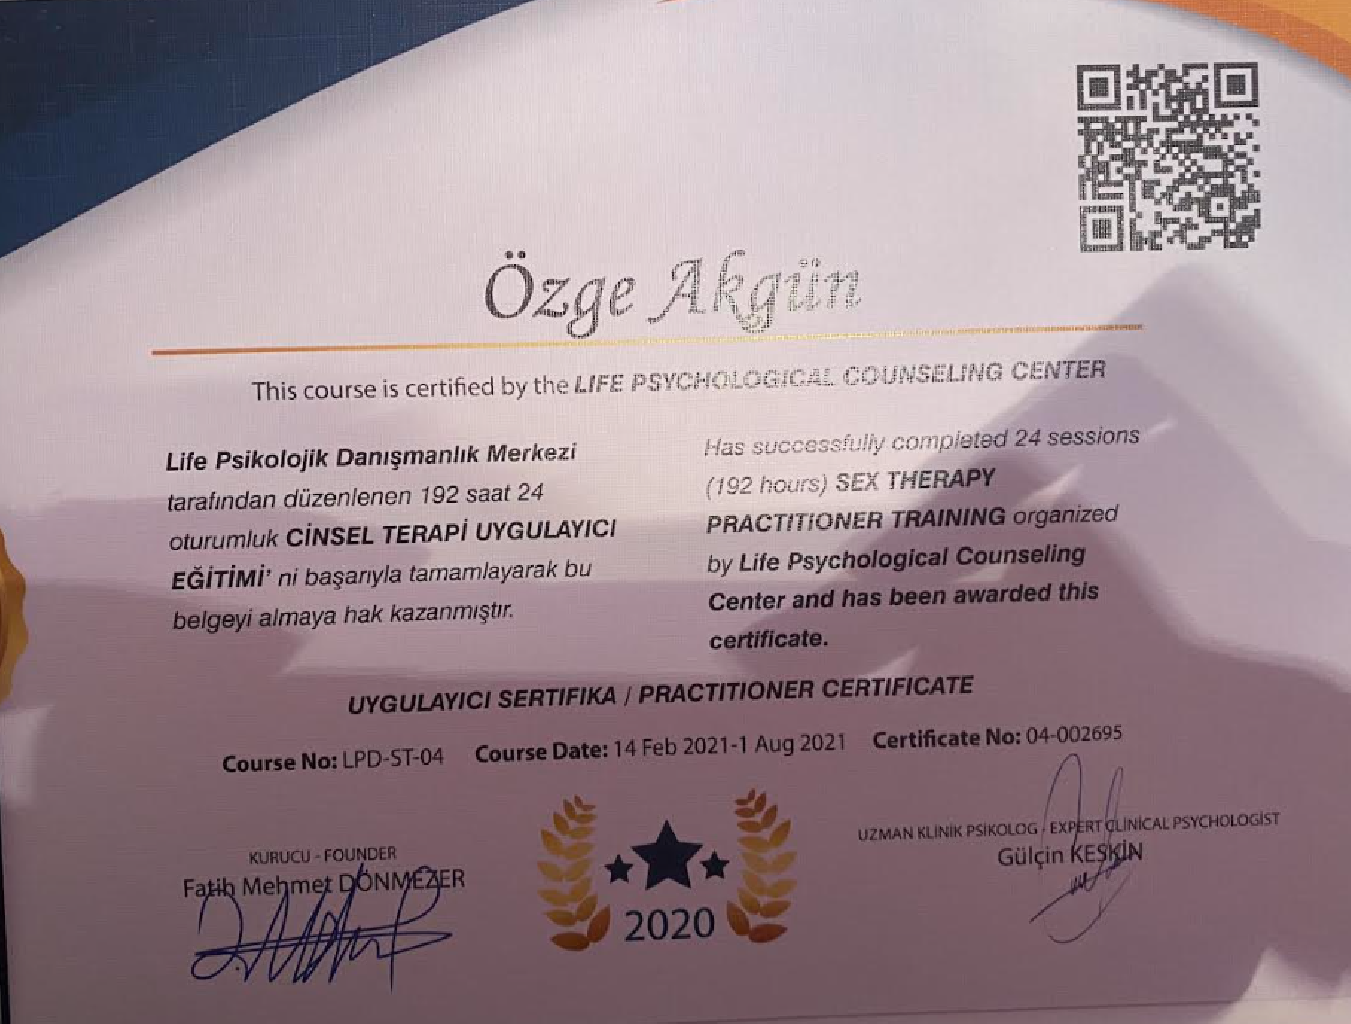 Özge Akgün
This course is certified by the LIFE PSYCHOLOGICAL COUNSELING CENTER
Life Psikolojik Danışmanlık Merkezi
tarafından düzenlenen 192 saat 24
oturumluk CİNSEL TERAPİ UYGULAYICI
EĞİTİMİ' ni başarıyla tamamlayarak bu
belgeyi almaya hak kazanmıştır.
Has successfully completed 24 sessions
(192 hours) SEX THERAPY
PRACTITIONER TRAINING organized
by Life Psychological Counseling
Center and has been awarded this
certificate.
UYGULAYICI SERTIFIKA / PRACTITIONER CERTIFICATE
Course No: LPD-ST-04 Course Date: 14 Feb 2021-1 Aug 2021 Certificate No: 04-002695
KURUCU - FOUNDER
Fatih Mehmet DÖNMEZER
2020
UZMAN KLİNİK PSİKOLOG - EXPERT CLINICAL PSYCHOLOGIST
Gülçin KESKİN